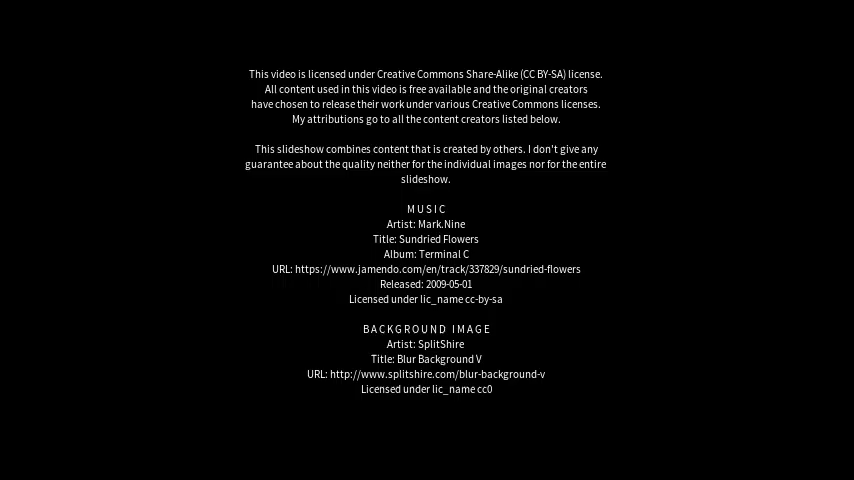 This video is licensed under Creative Commons Share-Alike (CC BY-SA) license.
All content used in this video is free available and the original creators
have chosen to release their work under various Creative Commons licenses.
My attributions go to all the content creators listed below.
This slideshow combines content that is created by others. I don't give any
guarantee about the quality neither for the individual images nor for the entire
slideshow.
MUSIC
Artist: Mark.Nine
Title: Sundried Flowers
Album: Terminal C
URL: https://www.jamendo.com/en/track/337829/sundried-flowers
Released: 2009-05-01
Licensed under lic_name cc-by-sa
BACKGROUND IMAGE
Artist: SplitShire
Title: Blur Background V
URL: http://www.splitshire.com/blur-background-v
Licensed under lic_name cc0